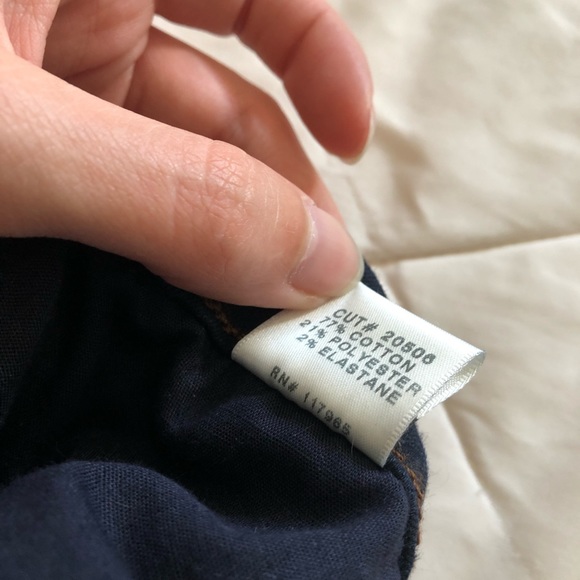 CUT# 20506
77% COTTON
21% POLYESTER
2% ELASTANE
RN# 117965